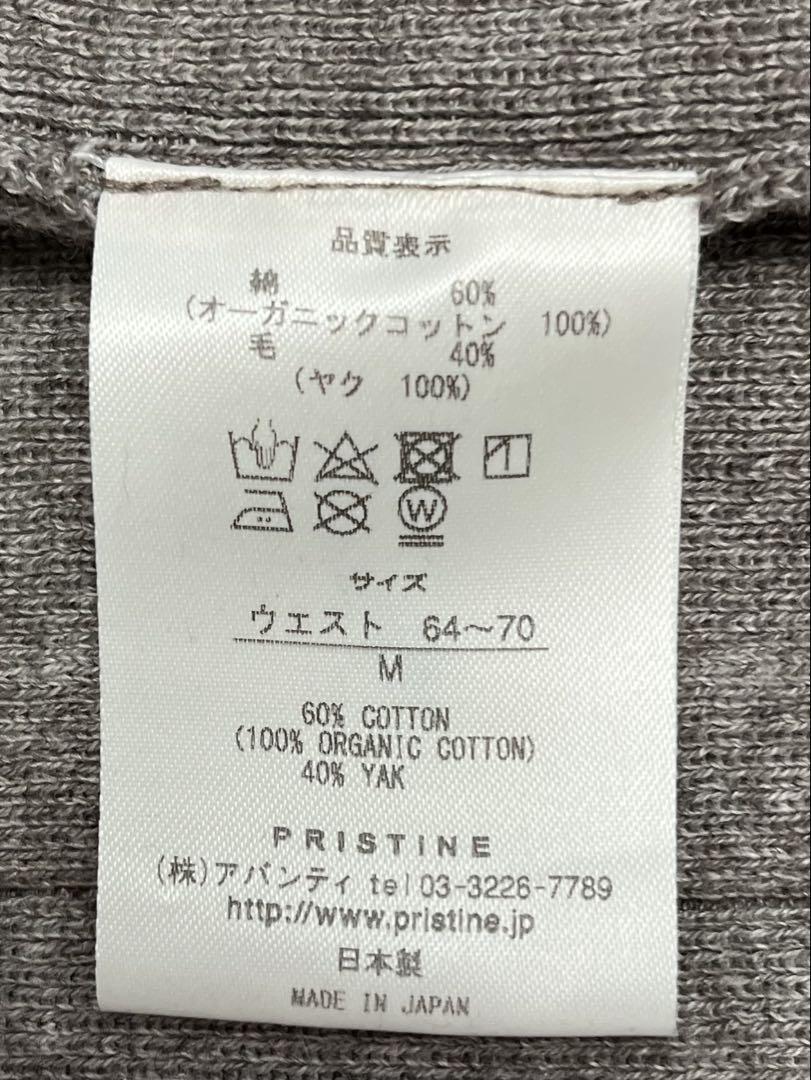 品質表示
綿 60%
(オーガニックコットン 100%)
毛 40%
(ヤク 100%)
W
サイズ
ウエスト 64〜70
M
60% COTTON
(100% ORGANIC COTTON)
40% YAK
PRISTINE
(株)アバンティ tel 03-3226-7789
http://www.pristine.jp
日本製
MADE IN JAPAN